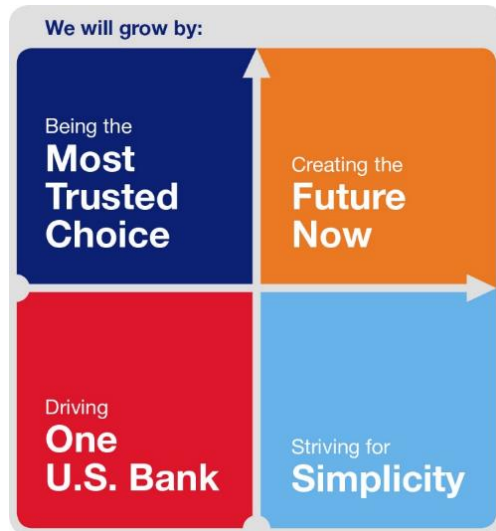 We will grow by:
Being the
Most
Trusted
Choice
Creating the
Future
Now
Driving
One
U.S. Bank
Striving for
Simplicity